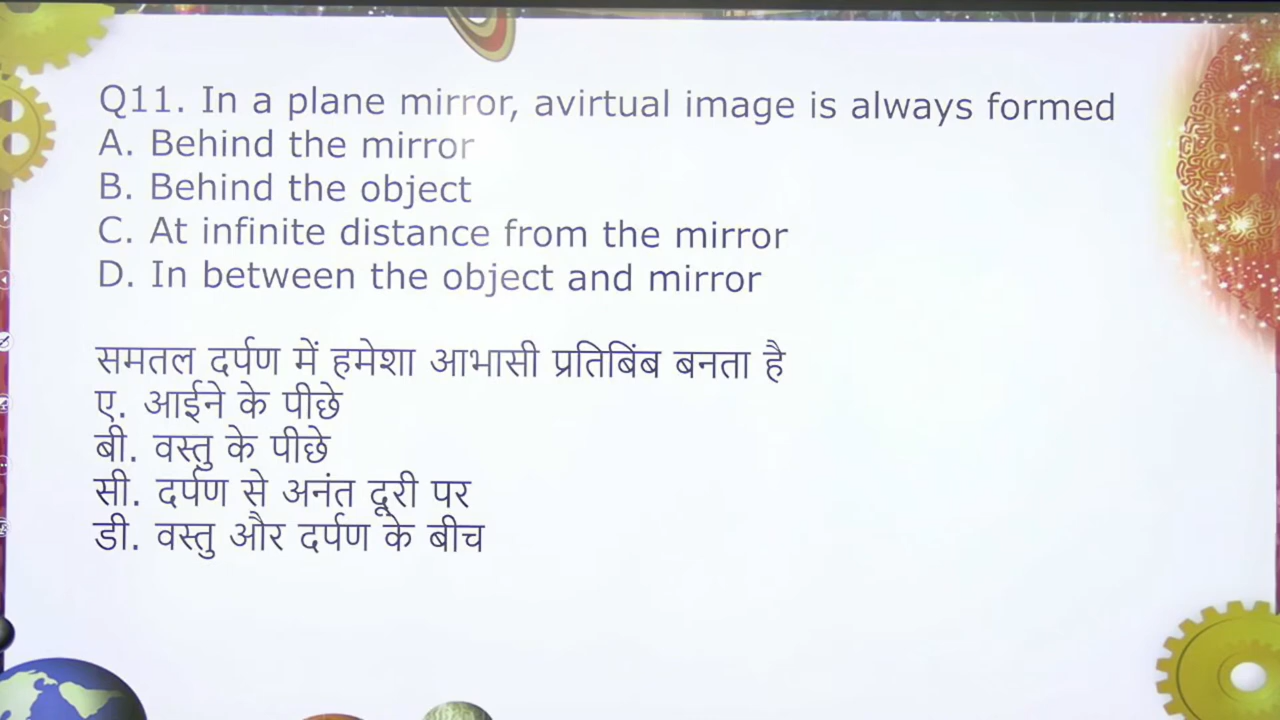 Q11. In a plane mirror, avirtual image is always formed
A. Behind the mirror
B. Behind the object
C. At infinite distance from the mirror
D. In between the object and mirror
समतल दर्पण में हमेशा आभासी प्रतिबिंब बनता है
ए. आईने के पीछे
बी. वस्तु के पीछे
सी. दर्पण से अनंत दूरी पर
डी. वस्तु और दर्पण के बीच